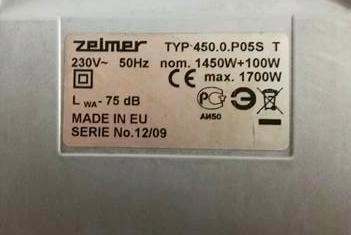 zelmer TYP 450.0.P05S T
230V~ 50Hz nom. 1450W+100W
CE max. 1700W
L WA - 75 dB
АИ50
MADE IN EU
SERIE No.12/09